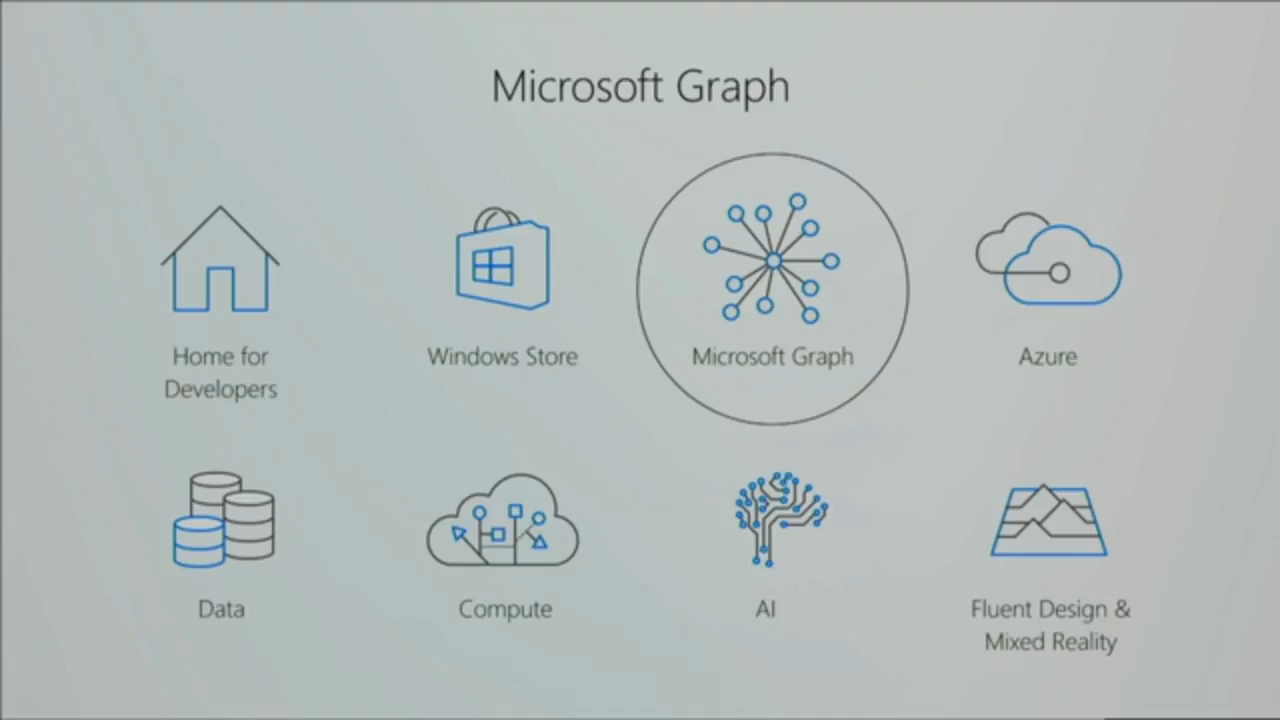 Microsoft Graph
Home for
Developers
Windows Store
Microsoft Graph
Azure
Data
Compute
AI
Fluent Design &
Mixed Reality